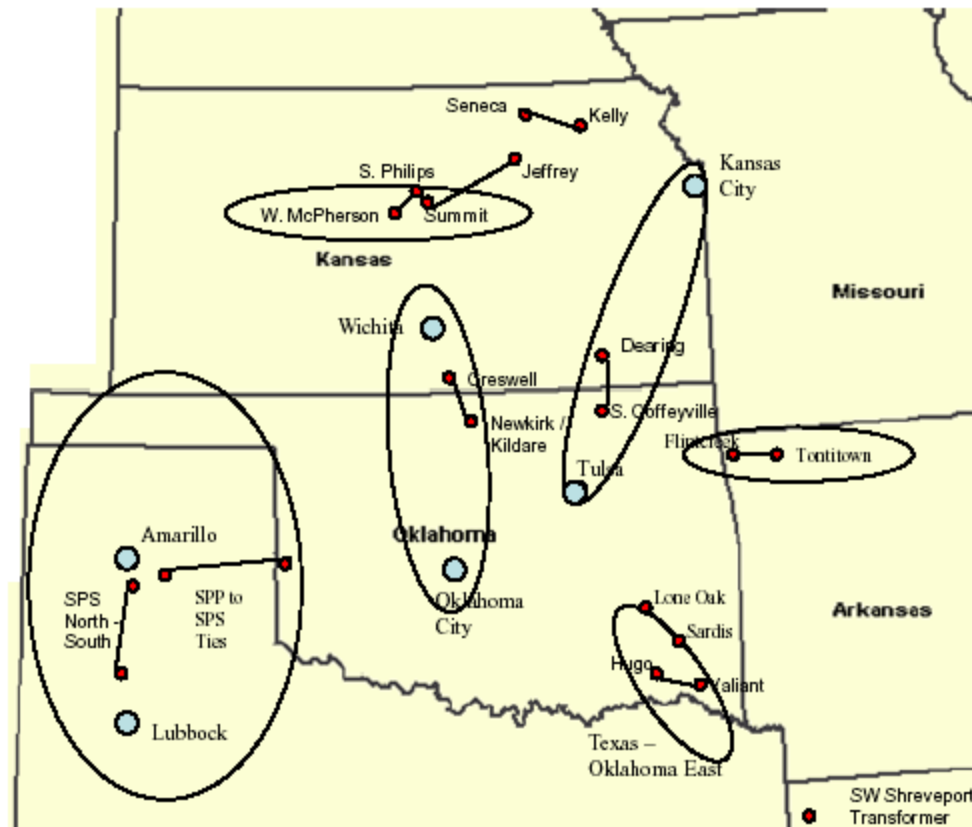 Seneca
Kelly
Kansas
City
S. Philips
Jeffrey
W. McPherson
Summit
Kansas
Missouri
Wichita
Dearing
Creswell
S. Coffeyville
Newkirk /
Kildare
Flintcreek
Tontitown
Tulsa
Amarillo
Oklahoma
SPS
North -
South
SPP to
SPS
Ties
Oklahoma
City
Lone Oak
Arkansas
Sardis
Hugo
Valiant
Lubbock
Texas –
Oklahoma East
SW Shreveport
Transformer